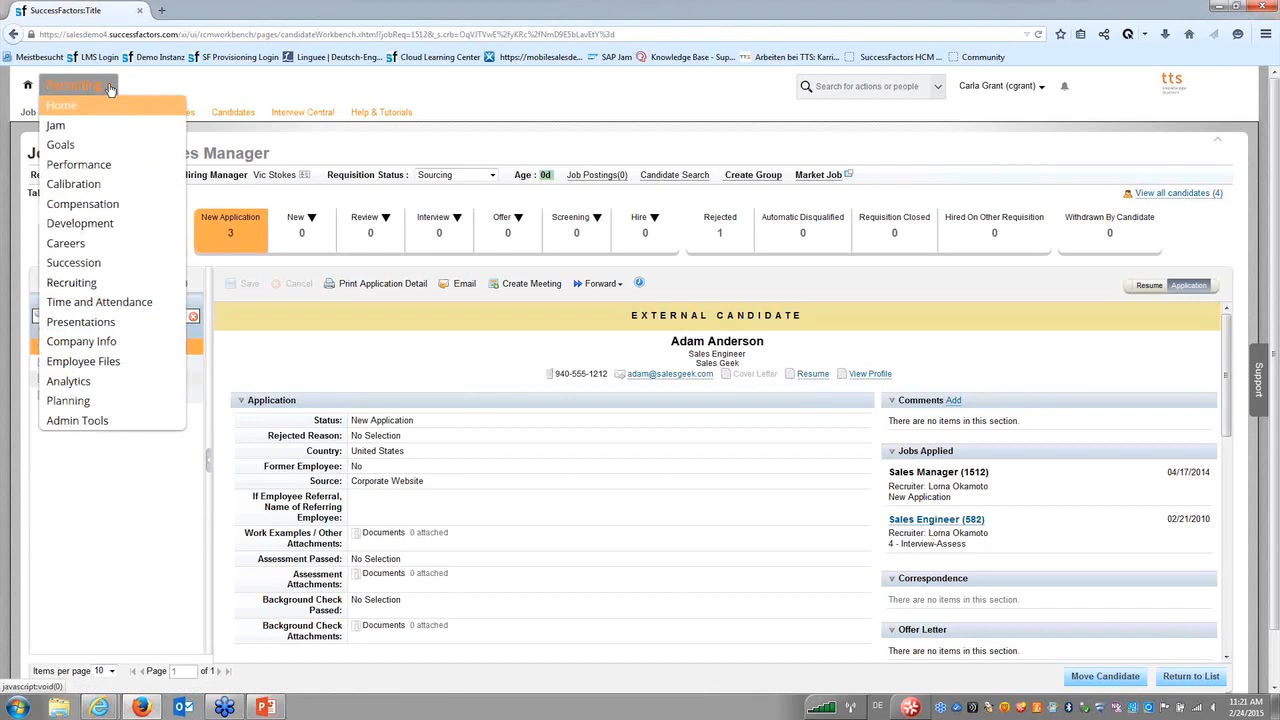 SuccessFactors:Title
https://salesdemo4.successfactors.com/xi/ui/rcmworkbench/pages/candidateWorkbench.xhtml?jobReq=1512&_s.crb=
Meistbesucht LMS Login Demo Instanz SF Provisioning Login Linguee | Deutsch-Eng... Cloud Learning Center https://mobilesalesde... TTS Arbeiten bei... SAP Jam Knowledge Base - Sup... SuccessFactors HCM ... Community
Recruiting
Search for actions or people
Carla Grant (cgrant)
tts
knowledge
Job
Candidates Interview Central Help & Tutorials
Home
Jam
Goals
Performance
Calibration
Compensation
Development
Careers
Succession
Recruiting
Time and Attendance
Presentations
Company Info
Employee Files
Analytics
Planning
Admin Tools
Sales Manager
Hiring Manager Vic Stokes Requisition Status : Sourcing Age : 0d Job Postings(0) Candidate Search Create Group Market Job
View all candidates (4)
New Application New Review Interview Offer Screening Hire Rejected Automatic Disqualified Requisition Closed Hired On Other Requisition Withdrawn By Candidate
3 0 0 0 0 0 0 1 0 0 0 0
Save Cancel Print Application Detail Email Create Meeting Forward
Resume Application
EXTERNAL CANDIDATE
Adam Anderson
Sales Engineer
Sales Geek
940-555-1212 adam@salesgeek.com Cover Letter Resume View Profile
Application
Status: New Application
Rejected Reason: No Selection
Country: United States
Former Employee: No
Source: Corporate Website
If Employee Referral,
Name of Referring
Employee:
Work Examples / Other
Attachments:
Documents 0 attached
Assessment Passed: No Selection
Assessment
Attachments:
Documents 0 attached
Background Check
Passed:
No Selection
Background Check
Attachments:
Documents 0 attached
Comments Add
There are no items in this section.
Jobs Applied
Sales Manager (1512) 04/17/2014
Recruiter: Lorna Okamoto
New Application
Sales Engineer (582) 02/21/2010
Recruiter: Lorna Okamoto
4 - Interview-Assess
Correspondence
There are no items in this section.
Offer Letter
There are no items in this section.
Support
Items per page 10 Page 1 of 1
Move Candidate Return to List
javascript:void(0)
DE
11:21 AM
2/24/2015